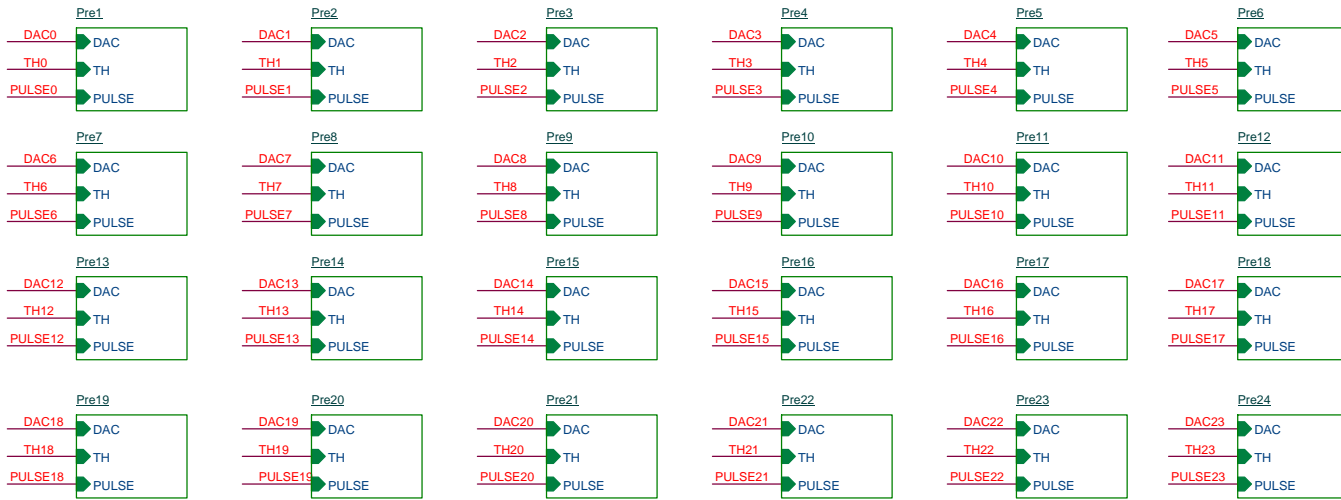 Pre1 Pre2 Pre3 Pre4 Pre5 Pre6
DAC0 DAC DAC1 DAC DAC2 DAC DAC3 DAC DAC4 DAC DAC5 DAC
TH0 TH TH1 TH TH2 TH TH3 TH TH4 TH TH5 TH
PULSE0 PULSE PULSE1 PULSE PULSE2 PULSE PULSE3 PULSE PULSE4 PULSE PULSE5 PULSE
Pre7 Pre8 Pre9 Pre10 Pre11 Pre12
DAC6 DAC DAC7 DAC DAC8 DAC DAC9 DAC DAC10 DAC DAC11 DAC
TH6 TH TH7 TH TH8 TH TH9 TH TH10 TH TH11 TH
PULSE6 PULSE PULSE7 PULSE PULSE8 PULSE PULSE9 PULSE PULSE10 PULSE PULSE11 PULSE
Pre13 Pre14 Pre15 Pre16 Pre17 Pre18
DAC12 DAC DAC13 DAC DAC14 DAC DAC15 DAC DAC16 DAC DAC17 DAC
TH12 TH TH13 TH TH14 TH TH15 TH TH16 TH TH17 TH
PULSE12 PULSE PULSE13 PULSE PULSE14 PULSE PULSE15 PULSE PULSE16 PULSE PULSE17 PULSE
Pre19 Pre20 Pre21 Pre22 Pre23 Pre24
DAC18 DAC DAC19 DAC DAC20 DAC DAC21 DAC DAC22 DAC DAC23 DAC
TH18 TH TH19 TH TH20 TH TH21 TH TH22 TH TH23 TH
PULSE18 PULSE PULSE19 PULSE PULSE20 PULSE PULSE21 PULSE PULSE22 PULSE PULSE23 PULSE